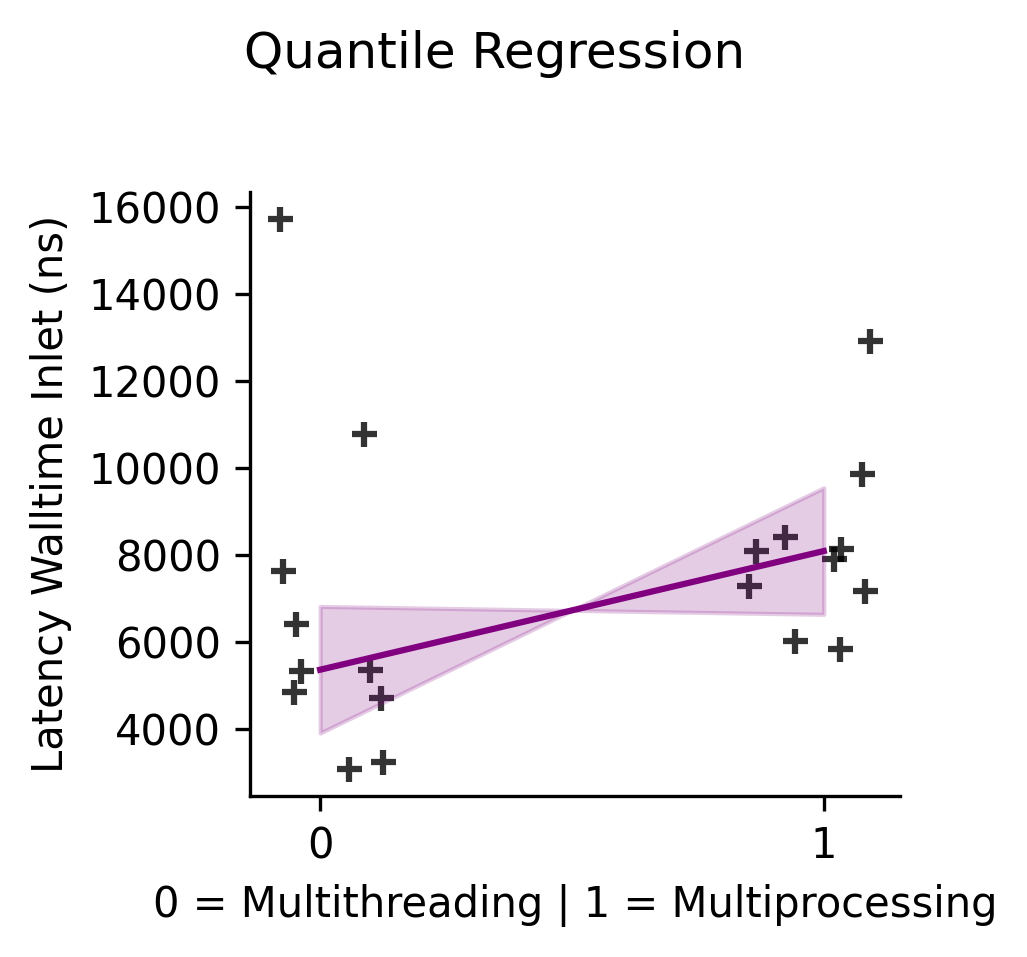 Quantile Regression
16000
14000
12000
10000
8000
6000
4000
Latency Walltime Inlet (ns)
0 1
0 = Multithreading | 1 = Multiprocessing